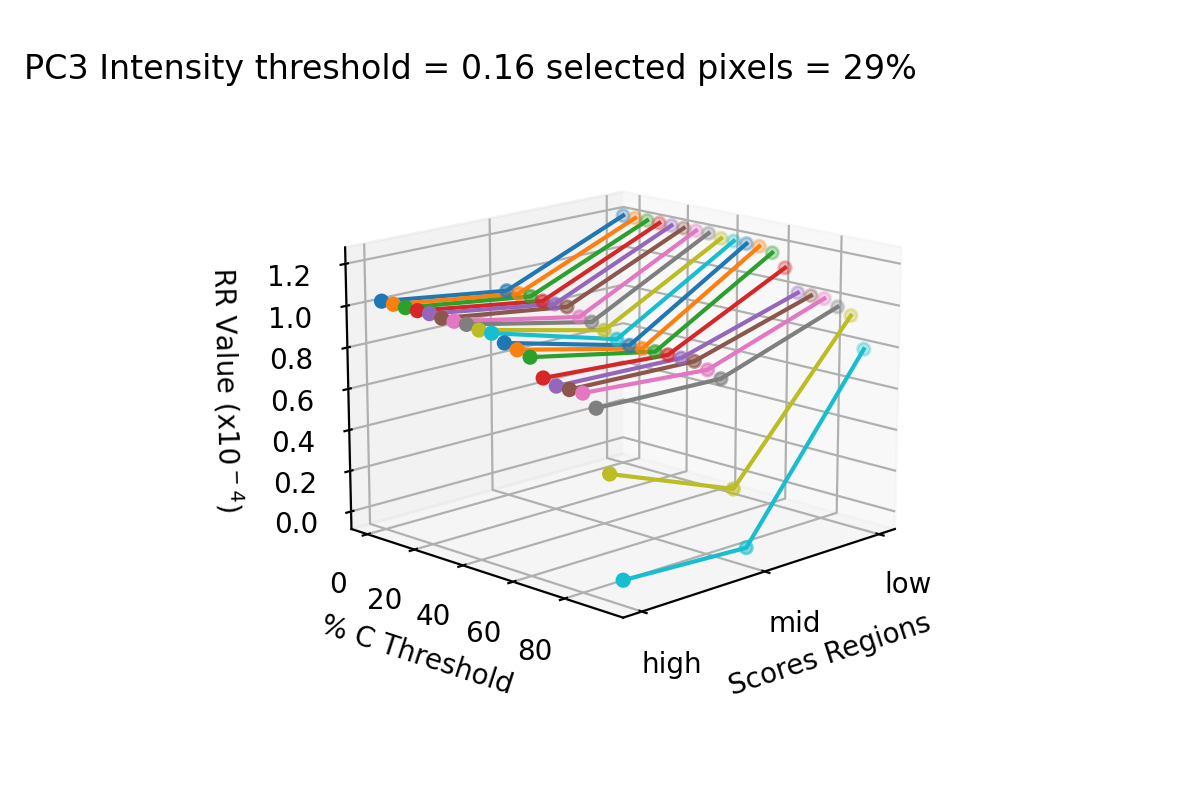 PC3 Intensity threshold = 0.16 selected pixels = 29%
RR Value (x10⁻⁴)
1.2
1.0
0.8
0.6
0.4
0.2
0.0
0
20
40
60
80
% C Threshold
high
mid
low
Scores Regions